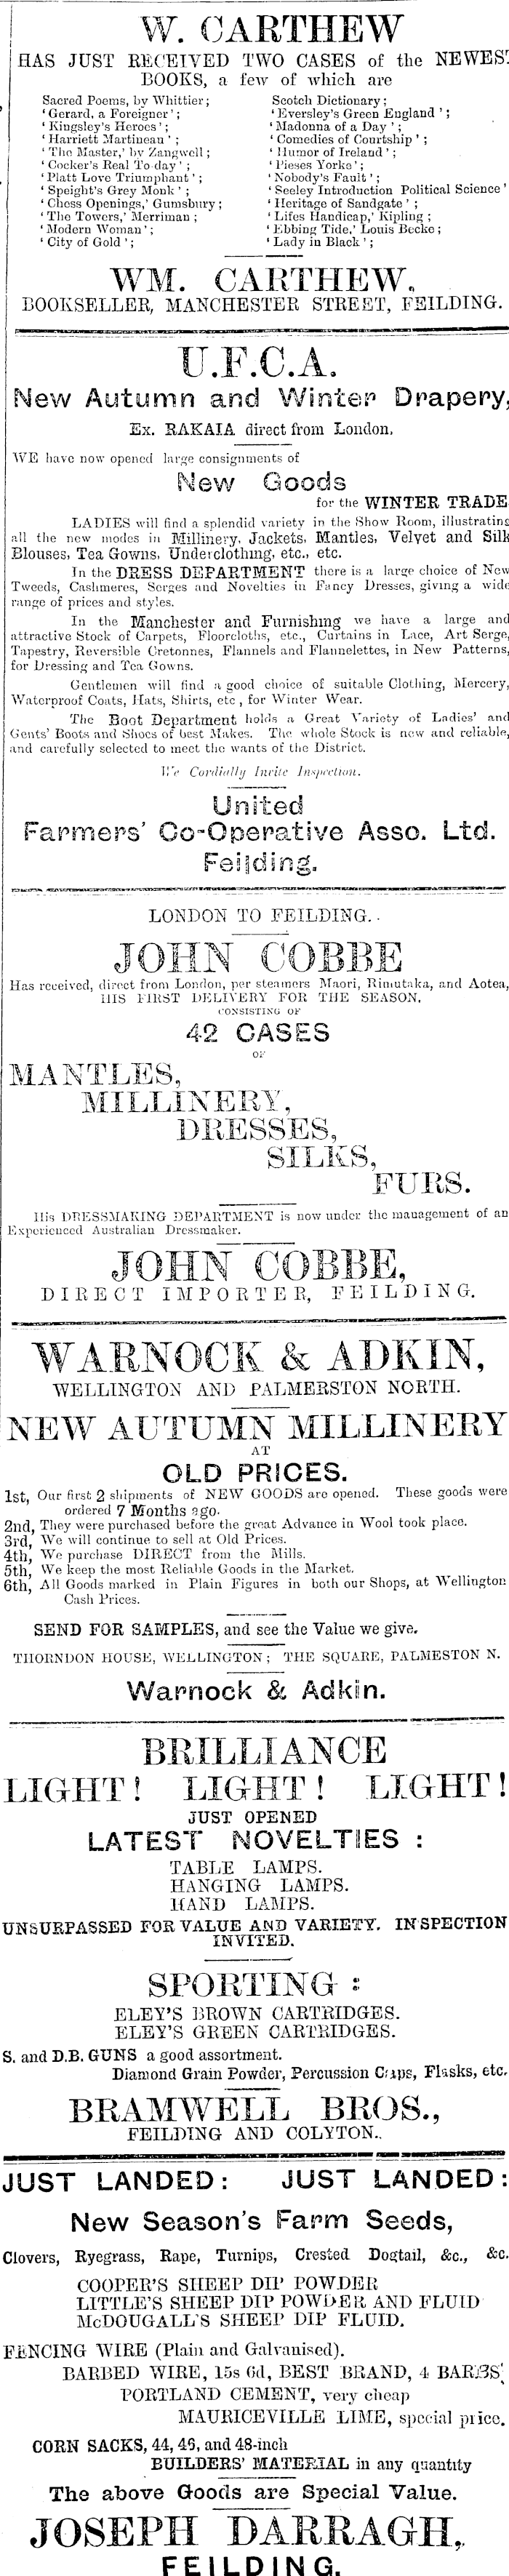 W. CARTHEW
HAS JUST RECEIVED TWO CASES of the NEWES
BOOKS, a few of which are
Sacred Poems, by Whittier;
'Gerard, a Foreigner';
'Kingsley's Heroes';
'Harriett Martineau';
'The Master,' by Zangwell;
'Cocker's Real To-day';
'Platt Love Triumphant';
'Speight's Grey Monk';
'Chess Openings,' Gumsbury;
'The Towers,' Merriman;
'Modern Woman';
'City of Gold';
Scotch Dictionary;
'Eversley's Green England';
'Madonna of a Day';
'Comedies of Courtship';
'Humor of Ireland';
'Pieses Yorke';
'Nobody's Fault';
'Seeley Introduction Political Science'
'Heritage of Sandgate';
'Lifes Handicap,' Kipling;
'Ebbing Tide,' Louis Becke;
'Lady in Black';
WM. CARTHEW,
BOOKSELLER, MANCHESTER STREET, FEILDING.
U.F.C.A.
New Autumn and Winter Drapery,
Ex. RAKAIA direct from London.
WE have now opened large consignments of
New Goods
for the WINTER TRADE
LADIES will find a splendid variety in the Show Room, illustrating
all the new modes in Millinery, Jackets, Mantles, Velvet and Silk
Blouses, Tea Gowns, Underclothing, etc., etc.
In the DRESS DEPARTMENT there is a large choice of New
Tweeds, Cashmeres, Serges and Novelties in Fancy Dresses, giving a wide
range of prices and styles.
In the Manchester and Furnishing we have a large and
attractive Stock of Carpets, Floorcloths, etc., Curtains in Lace, Art Serge,
Tapestry, Reversible Cretonnes, Flannels and Flannelettes, in New Patterns,
for Dressing and Tea Gowns.
Gentlemen will find a good choice of suitable Clothing, Mercery,
Waterproof Coats, Hats, Shirts, etc, for Winter Wear.
The Boot Department holds a Great Variety of Ladies' and
Gents' Boots and Shoes of best Makes. The whole Stock is new and reliable,
and carefully selected to meet the wants of the District.
We Cordially Invite Inspection.
United
Farmers' Co-Operative Asso. Ltd.
Feilding.
LONDON TO FEILDING.
JOHN COBBE
Has received, direct from London, per steamers Maori, Rimutaka, and Aotea,
HIS FIRST DELIVERY FOR THE SEASON,
CONSISTING OF
42 CASES
OF
MANTLES,
MILLINERY,
DRESSES,
SILKS,
FURS.
His DRESSMAKING DEPARTMENT is now under the management of an
Experienced Australian Dressmaker.
JOHN COBBE,
DIRECT IMPORTER, FEILDING.
WARNOCK & ADKIN,
WELLINGTON AND PALMERSTON NORTH.
NEW AUTUMN MILLINERY
AT
OLD PRICES.
1st, Our first 2 shipments of NEW GOODS are opened. These goods were
ordered 7 Months ago.
2nd, They were purchased before the great Advance in Wool took place.
3rd, We will continue to sell at Old Prices.
4th, We purchase DIRECT from the Mills.
5th, We keep the most Reliable Goods in the Market.
6th, All Goods marked in Plain Figures in both our Shops, at Wellington
Cash Prices.
SEND FOR SAMPLES, and see the Value we give.
THORNDON HOUSE, WELLINGTON; THE SQUARE, PALMESTON N.
Warnock & Adkin.
BRILLIANCE
LIGHT! LIGHT! LIGHT!
JUST OPENED
LATEST NOVELTIES:
TABLE LAMPS.
HANGING LAMPS.
HAND LAMPS.
UNSURPASSED FOR VALUE AND VARIETY. INSPECTION
INVITED.
SPORTING:
ELEY'S BROWN CARTRIDGES.
ELEY'S GREEN CARTRIDGES.
S. and D.B. GUNS a good assortment.
Diamond Grain Powder, Percussion Caps, Flasks, etc.
BRAMWELL BROS.,
FEILDING AND COLYTON.
JUST LANDED: JUST LANDED:
New Season's Farm Seeds,
Clovers, Ryegrass, Rape, Turnips, Crested Dogtail, &c., &c.
COOPER'S SHEEP DIP POWDER
LITTLE'S SHEEP DIP POWDER AND FLUID
McDOUGALL'S SHEEP DIP FLUID.
FENCING WIRE (Plain and Galvanised).
BARBED WIRE, 15s 6d, BEST BRAND, 4 BARBS
PORTLAND CEMENT, very cheap
MAURICEVILLE LIME, special price.
CORN SACKS, 44, 46, and 48-inch
BUILDERS' MATERIAL in any quantity
The above Goods are Special Value.
JOSEPH DARRAGH,
FEILDING.